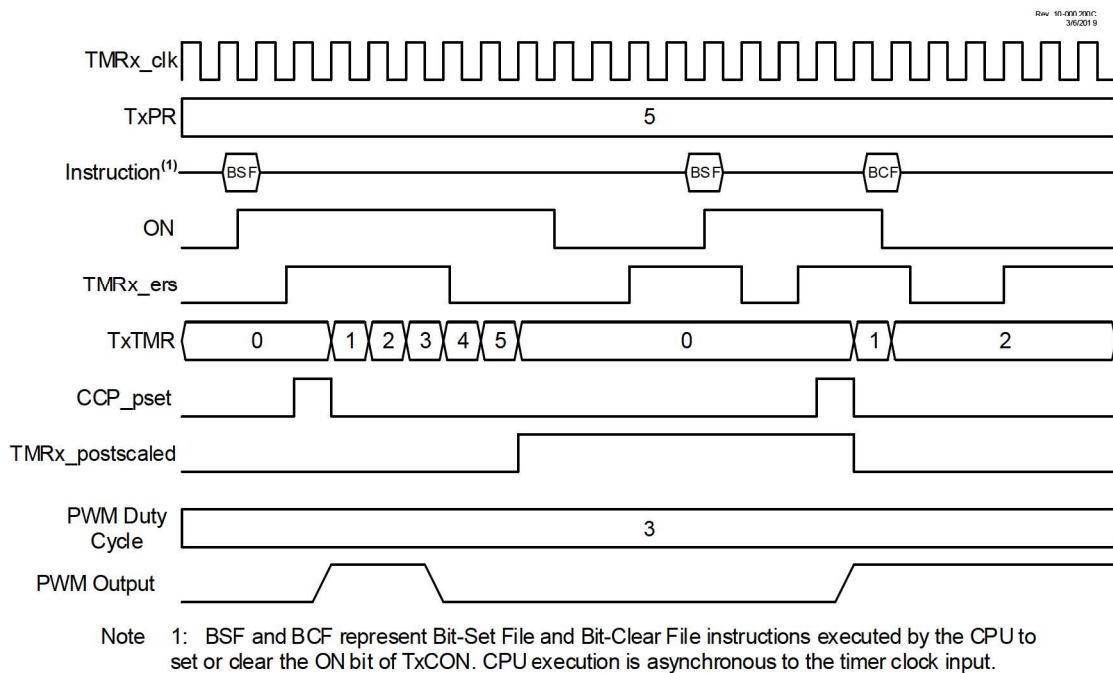 Rev. 10-000200C
3/6/2019
TMRx_clk
TxPR 5
Instruction(1) BSF BSF BCF
ON
TMRx_ers
TxTMR 0 1 2 3 4 5 0 1 2
CCP_pset
TMRx_postscaled
PWM Duty
Cycle 3
PWM Output
Note 1: BSF and BCF represent Bit-Set File and Bit-Clear File instructions executed by the CPU to
set or clear the ON bit of TxCON. CPU execution is asynchronous to the timer clock input.